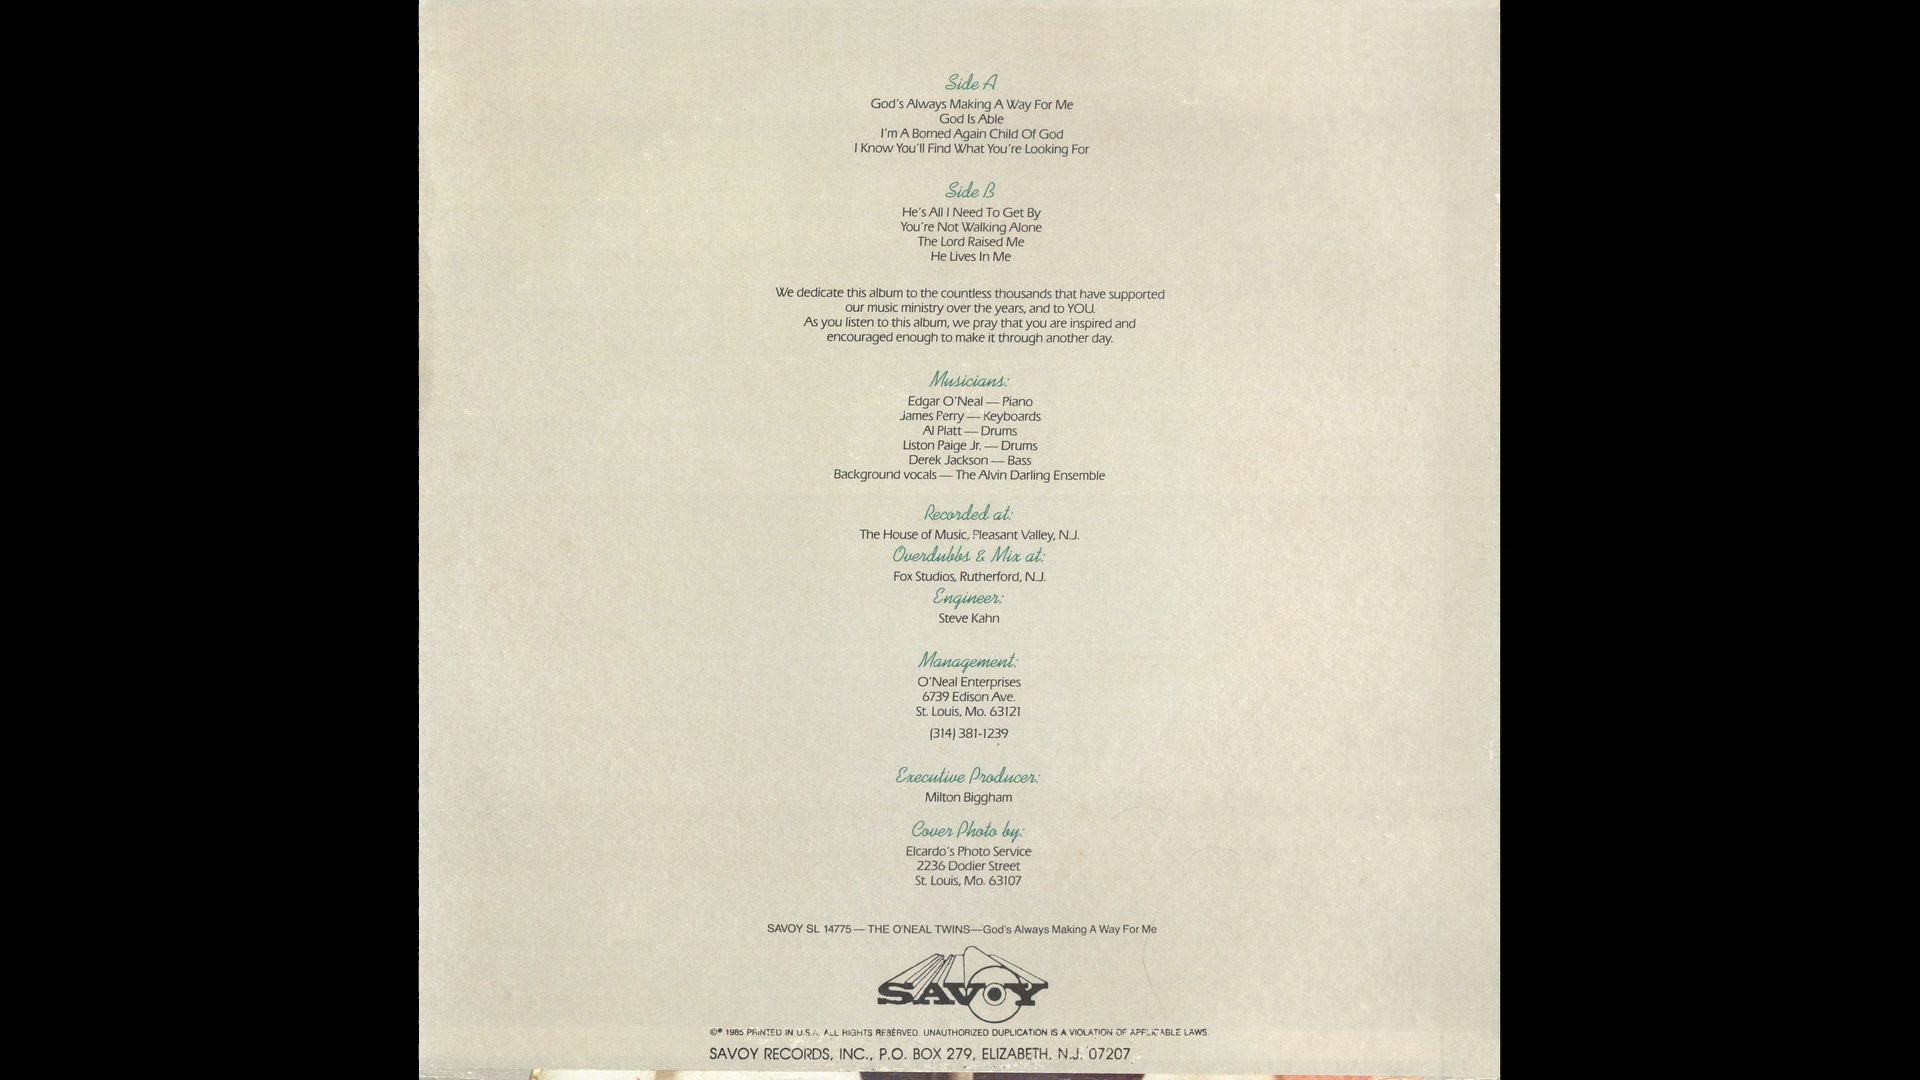 Side A
God's Always Making A Way For Me
God Is Able
I'm A Borned Again Child Of God
I Know You'll Find What You're Looking For
Side B
He's All I Need To Get By
You're Not Walking Alone
The Lord Raised Me
He Lives In Me
We dedicate this album to the countless thousands that have supported
our music ministry over the years, and to YOU.
As you listen to this album, we pray that you are inspired and
encouraged enough to make it through another day.
Musicians:
Edgar O'Neal — Piano
James Perry — Keyboards
Al Platt — Drums
Liston Paige Jr. — Drums
Derek Jackson — Bass
Background vocals — The Alvin Darling Ensemble
Recorded at:
The House of Music, Pleasant Valley, N.J.
Overdubbs & Mix at:
Fox Studios, Rutherford, N.J.
Engineer:
Steve Kahn
Management:
O'Neal Enterprises
6739 Edison Ave.
St. Louis, Mo. 63121
(314) 381-1239
Executive Producer:
Milton Biggham
Cover Photo by:
Elcardo's Photo Service
2236 Dodier Street
St. Louis, Mo. 63107
SAVOY SL 14775 — THE O'NEAL TWINS—God's Always Making A Way For Me
SAVOY
©℗ 1985 PRINTED IN U.S.A. ALL RIGHTS RESERVED. UNAUTHORIZED DUPLICATION IS A VIOLATION OF APPLICABLE LAWS.
SAVOY RECORDS, INC., P.O. BOX 279, ELIZABETH, N.J. 07207